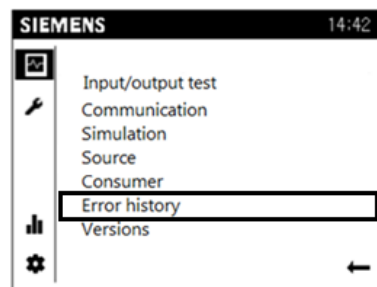 SIEMENS 14:42
Input/output test
Communication
Simulation
Source
Consumer
Error history
Versions